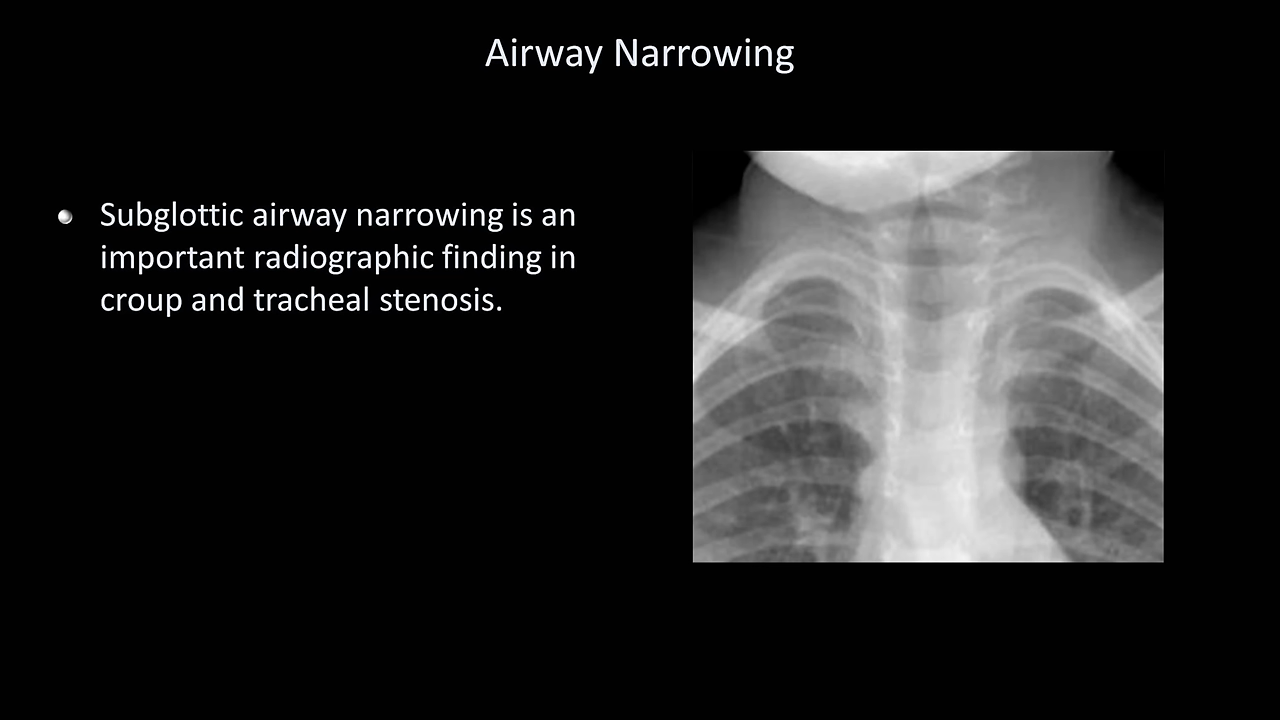 Airway Narrowing
Subglottic airway narrowing is an
important radiographic finding in
croup and tracheal stenosis.